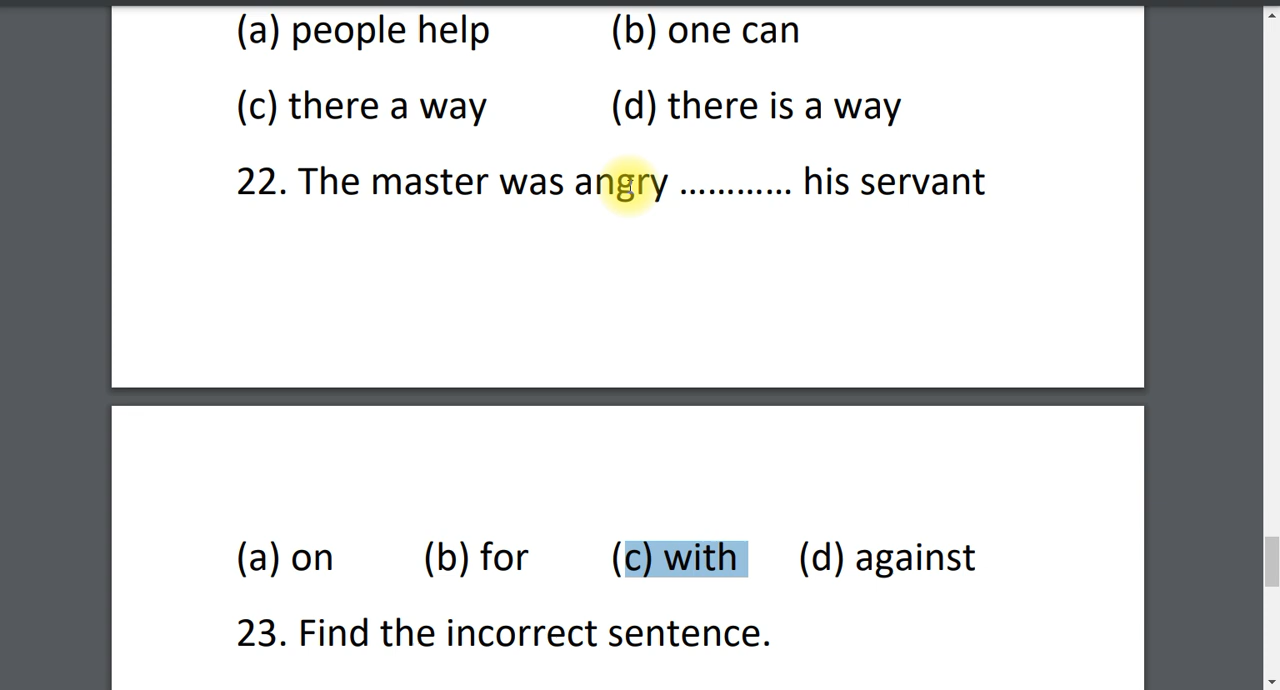 (a) people help (b) one can
(c) there a way (d) there is a way
22. The master was angry ............ his servant
(a) on (b) for (c) with (d) against
23. Find the incorrect sentence.